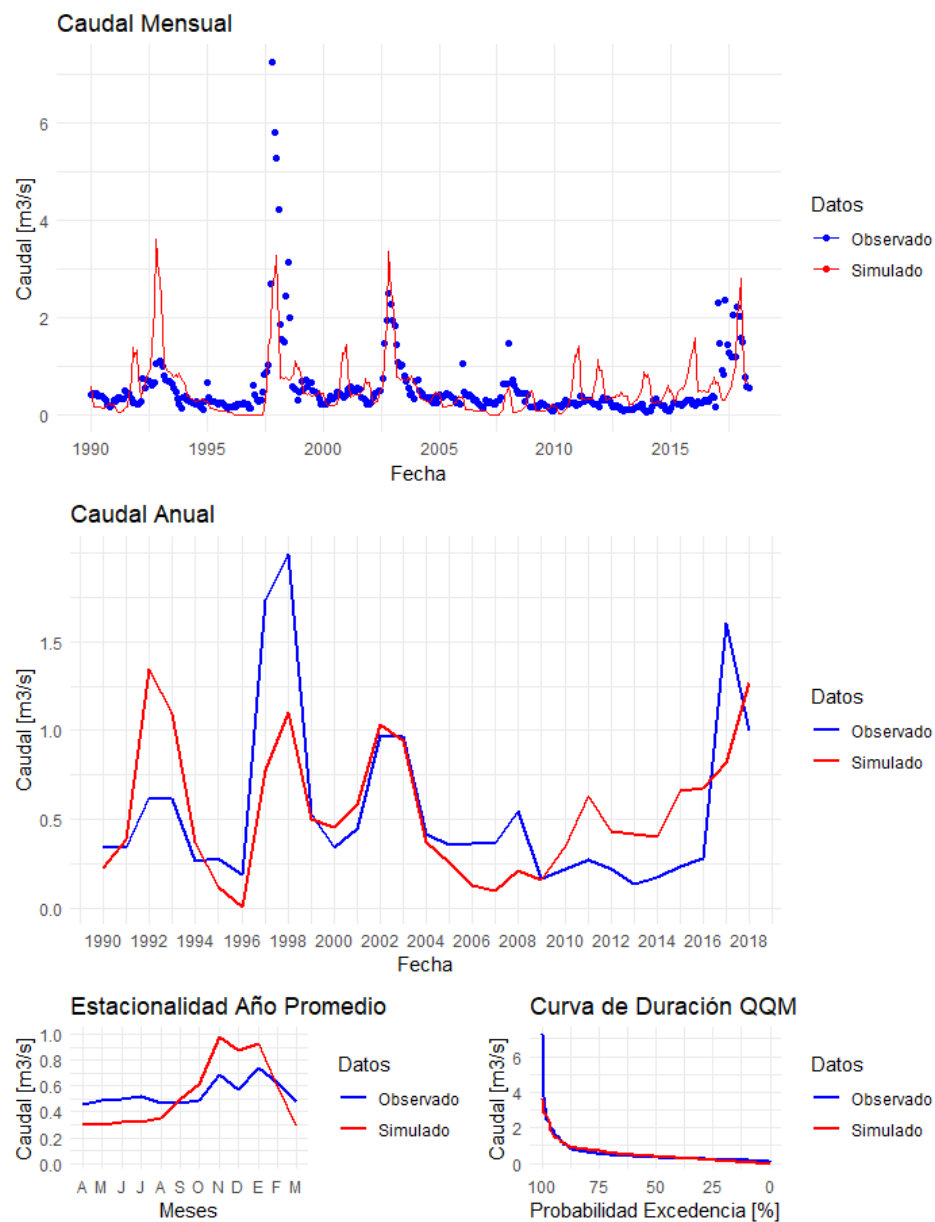 Caudal Mensual
6
4
2
0
Caudal [m3/s]
1990 1995 2000 2005 2010 2015
Fecha
Datos
Observado
Simulado
Caudal Anual
1.5
1.0
0.5
0.0
Caudal [m3/s]
1990 1992 1994 1996 1998 2000 2002 2004 2006 2008 2010 2012 2014 2016 2018
Fecha
Datos
Observado
Simulado
Estacionalidad Año Promedio
1.0
0.8
0.6
0.4
0.2
0.0
Caudal [m3/s]
A M J J A S O N D E F M
Meses
Datos
Observado
Simulado
Curva de Duración QQM
6
4
2
0
Caudal [m3/s]
100 75 50 25 0
Probabilidad Excedencia [%]
Datos
Observado
Simulado